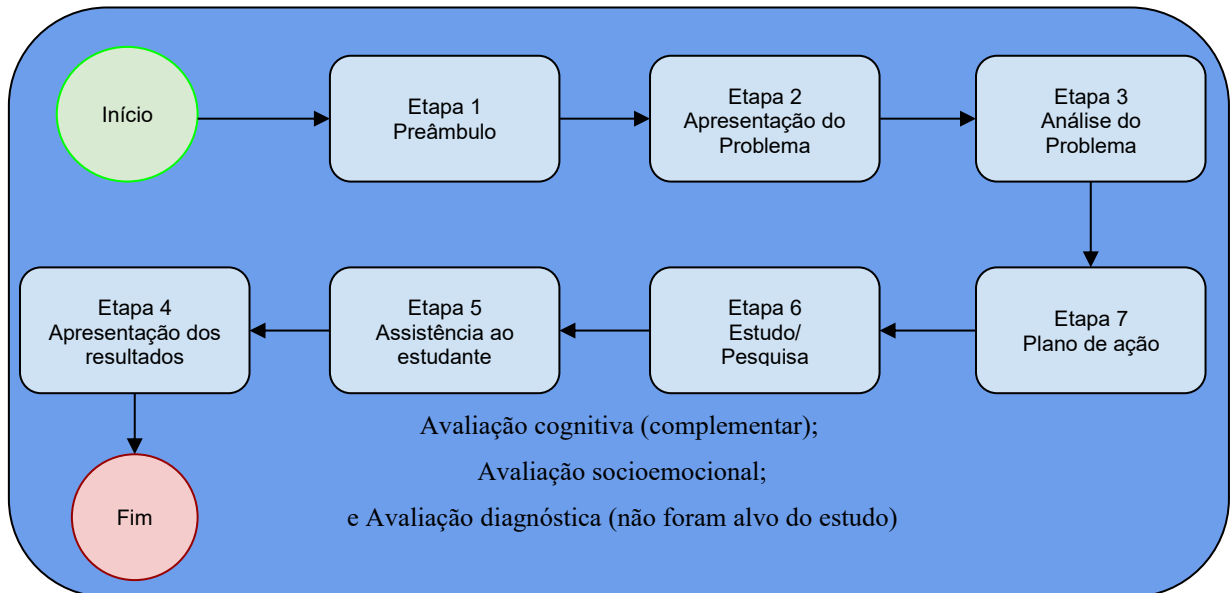 Início
Etapa 1
Preâmbulo
Etapa 2
Apresentação do
Problema
Etapa 3
Análise do
Problema
Etapa 4
Apresentação dos
resultados
Etapa 5
Assistência ao
estudante
Etapa 6
Estudo/
Pesquisa
Etapa 7
Plano de ação
Avaliação cognitiva (complementar);
Avaliação socioemocional;
e Avaliação diagnóstica (não foram alvo do estudo)
Fim